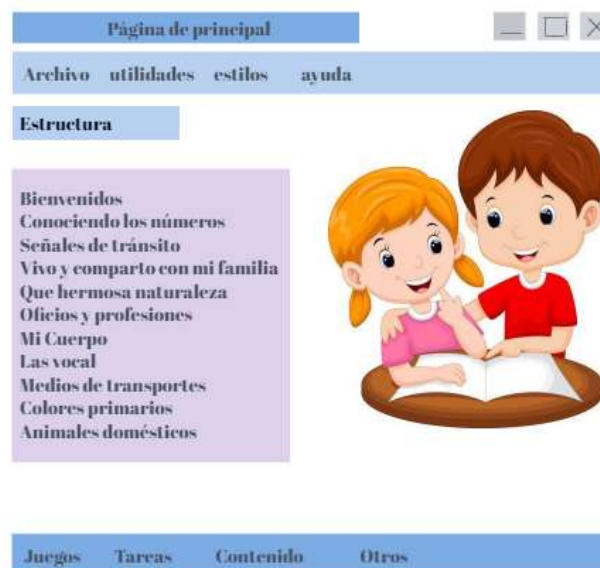 Página de principal
Archivo utilidades estilos ayuda
Estructura
Bienvenidos
Conociendo los números
Señales de tránsito
Vivo y comparto con mi familia
Que hermosa naturaleza
Oficios y profesiones
Mi Cuerpo
Las vocal
Medios de transportes
Colores primarios
Animales domésticos
Juegos Tareas Contenido Otros